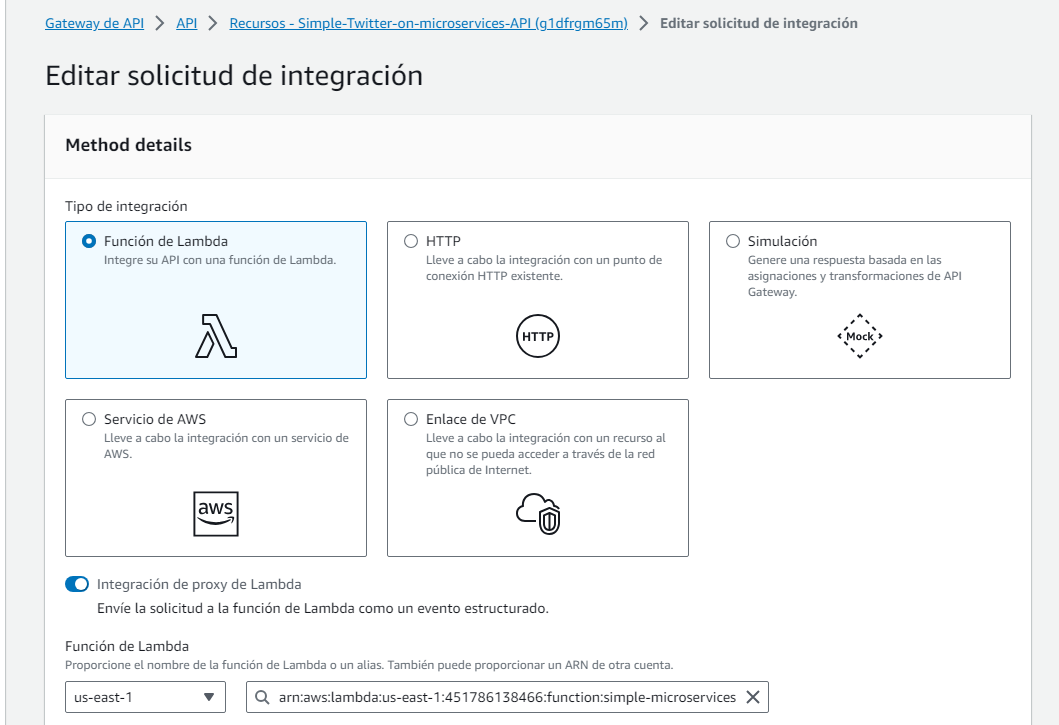 Gateway de API > API > Recursos - Simple-Twitter-on-microservices-API (g1dfrgm65m) > Editar solicitud de integración
Editar solicitud de integración
Method details
Tipo de integración
Función de Lambda
Integre su API con una función de Lambda.
HTTP
Lleve a cabo la integración con un punto de
conexión HTTP existente.
HTTP
Simulación
Genere una respuesta basada en las
asignaciones y transformaciones de API
Gateway.
Mock
Servicio de AWS
Lleve a cabo la integración con un servicio de
AWS.
aws
Enlace de VPC
Lleve a cabo la integración con un recurso al
que no se pueda acceder a través de la red
pública de Internet.
Integración de proxy de Lambda
Envíe la solicitud a la función de Lambda como un evento estructurado.
Función de Lambda
Proporcione el nombre de la función de Lambda o un alias. También puede proporcionar un ARN de otra cuenta.
us-east-1
arn:aws:lambda:us-east-1:451786138466:function:simple-microservices